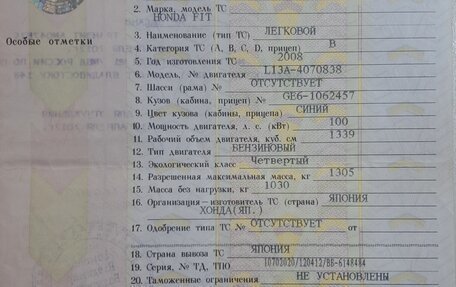 2. Марка, модель ТС
HONDA FIT
Особые отметки
3. Наименование (тип ТС) ЛЕГКОВОЙ
4. Категория ТС (А, В, С, D, прицеп) B
5. Год изготовления ТС 2008
6. Модель, № двигателя L13A-4070838
7. Шасси (рама) № ОТСУТСТВУЕТ
8. Кузов (кабина, прицеп) № GE6-1062457
9. Цвет кузова (кабины, прицепа) СИНИЙ
10. Мощность двигателя, л. с. (кВт) 100
11. Рабочий объем двигателя, куб. см 1339
12. Тип двигателя БЕНЗИНОВЫЙ
13. Экологический класс Четвертый
14. Разрешенная максимальная масса, кг 1305
15. Масса без нагрузки, кг 1030
16. Организация—изготовитель ТС (страна) ЯПОНИЯ
ХОНДА(ЯП.)
17. Одобрение типа ТС № ОТСУТСТВУЕТ от
18. Страна вывоза ТС ЯПОНИЯ
19. Серия, № ТД, ТПО 10702020/120412/ВВ-6148484
20. Таможенные ограничения НЕ УСТАНОВЛЕНЫ